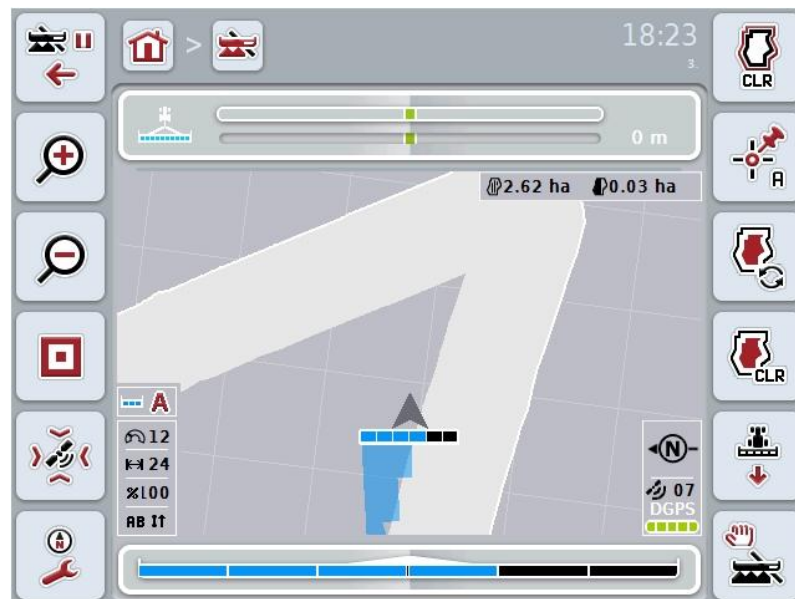 >
18:23
3.
CLR
0 m
A
2.62 ha 0.03 ha
CLR
A
12
24
%100
AB
N
07
DGPS
N